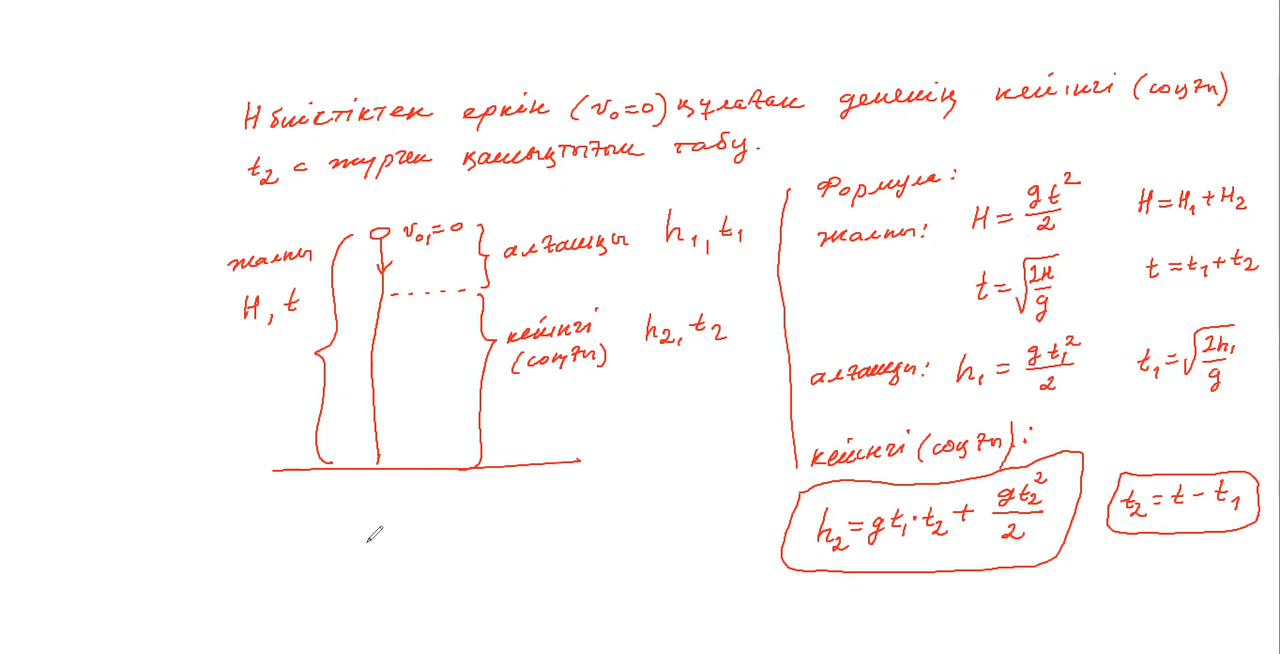 H биіктіктен еркін (v₀=0) құлаған дененің кейінгі (соңғы)
t₂ с жүрген қашықтығын табу.
жалпы
H, t
v₀₁=0
алғашқы h₁, t₁
кейінгі
(соңғы)
h₂, t₂
Формула:
жалпы: H = gt²/2
H = H₁ + H₂
t = √(2H/g)
t = t₁ + t₂
алғашқы: h₁ = gt₁²/2
t₁ = √(2h₁/g)
кейінгі (соңғы):
h₂ = gt₁·t₂ + gt₂²/2
t₂ = t - t₁